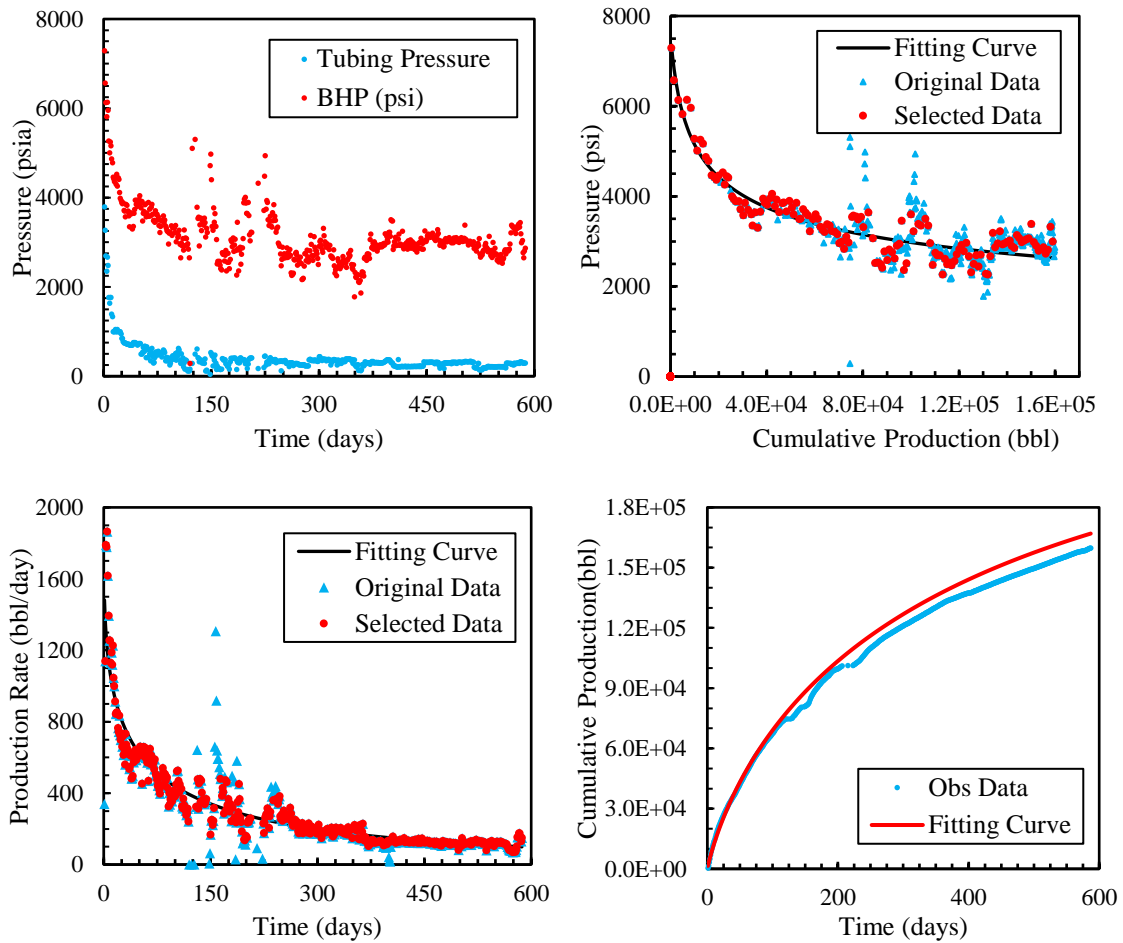 8000
6000
4000
2000
0
Pressure (psia)
Tubing Pressure
BHP (psi)
0
150
300
450
600
Time (days)
8000
6000
4000
2000
0
Pressure (psi)
Fitting Curve
Original Data
Selected Data
0.0E+00
4.0E+04
8.0E+04
1.2E+05
1.6E+05
Cumulative Production (bbl)
2000
1600
1200
800
400
0
Production Rate (bbl/day)
Fitting Curve
Original Data
Selected Data
0
150
300
450
600
Time (days)
1.8E+05
1.5E+05
1.2E+05
9.0E+04
6.0E+04
3.0E+04
0.0E+00
Cumulative Production(bbl)
Obs Data
Fitting Curve
0
200
400
600
Time (days)